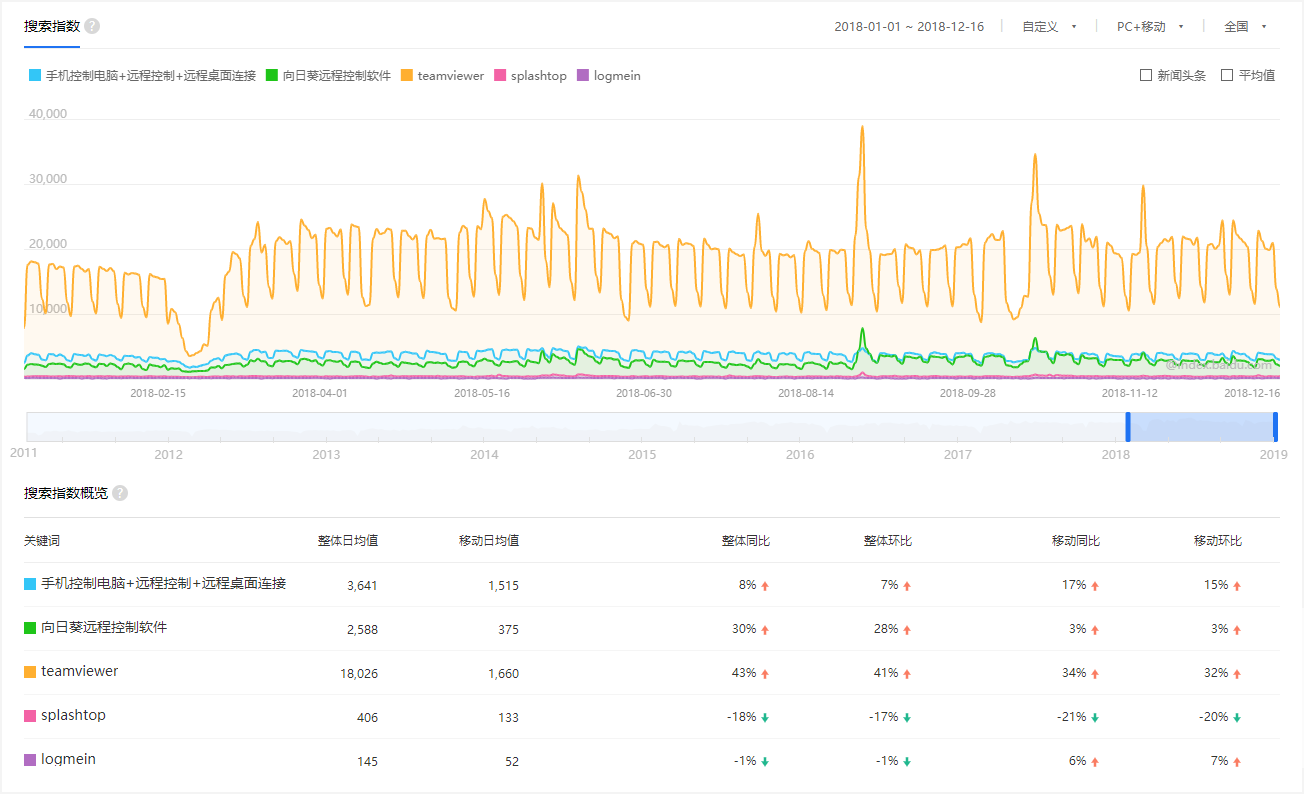 搜索指数 ? 2018-01-01 ~ 2018-12-16 自定义 PC+移动 全国
手机控制电脑+远程控制+远程桌面连接 向日葵远程控制软件 teamviewer splashtop logmein 新闻头条 平均值
40,000
30,000
20,000
10,000
@index.baidu.com
2018-02-15 2018-04-01 2018-05-16 2018-06-30 2018-08-14 2018-09-28 2018-11-12 2018-12-16
2011 2012 2013 2014 2015 2016 2017 2018 2019
搜索指数概览 ?
关键词 整体日均值 移动日均值 整体同比 整体环比 移动同比 移动环比
手机控制电脑+远程控制+远程桌面连接 3,641 1,515 8% 7% 17% 15%
向日葵远程控制软件 2,588 375 30% 28% 3% 3%
teamviewer 18,026 1,660 43% 41% 34% 32%
splashtop 406 133 -18% -17% -21% -20%
logmein 145 52 -1% -1% 6% 7%